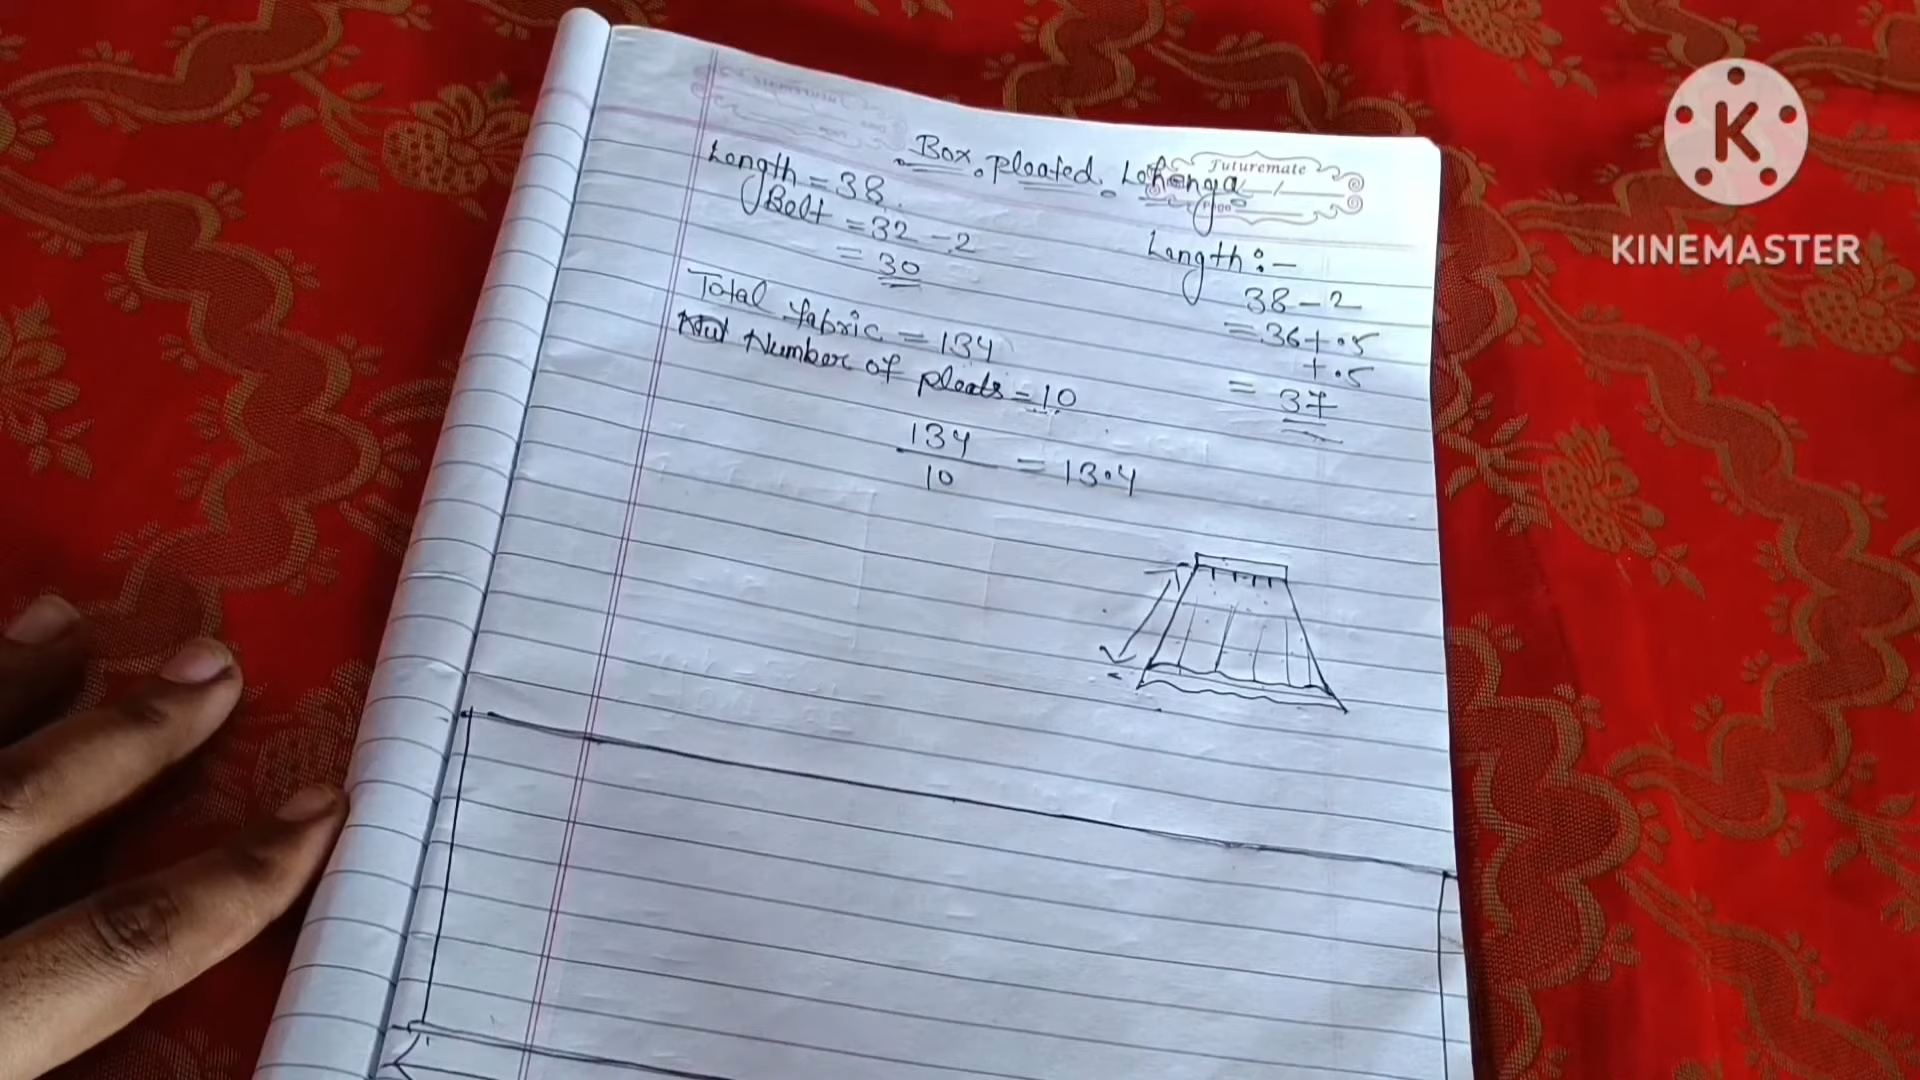 Box pleated Lehenga
Futuremate
Length = 38
Belt = 32 - 2
= 30
Total fabric = 134
Number of pleats = 10
134
10
= 13.4
Length :-
38 - 2
= 36 + .5
+ .5
= 37
K
KINEMASTER